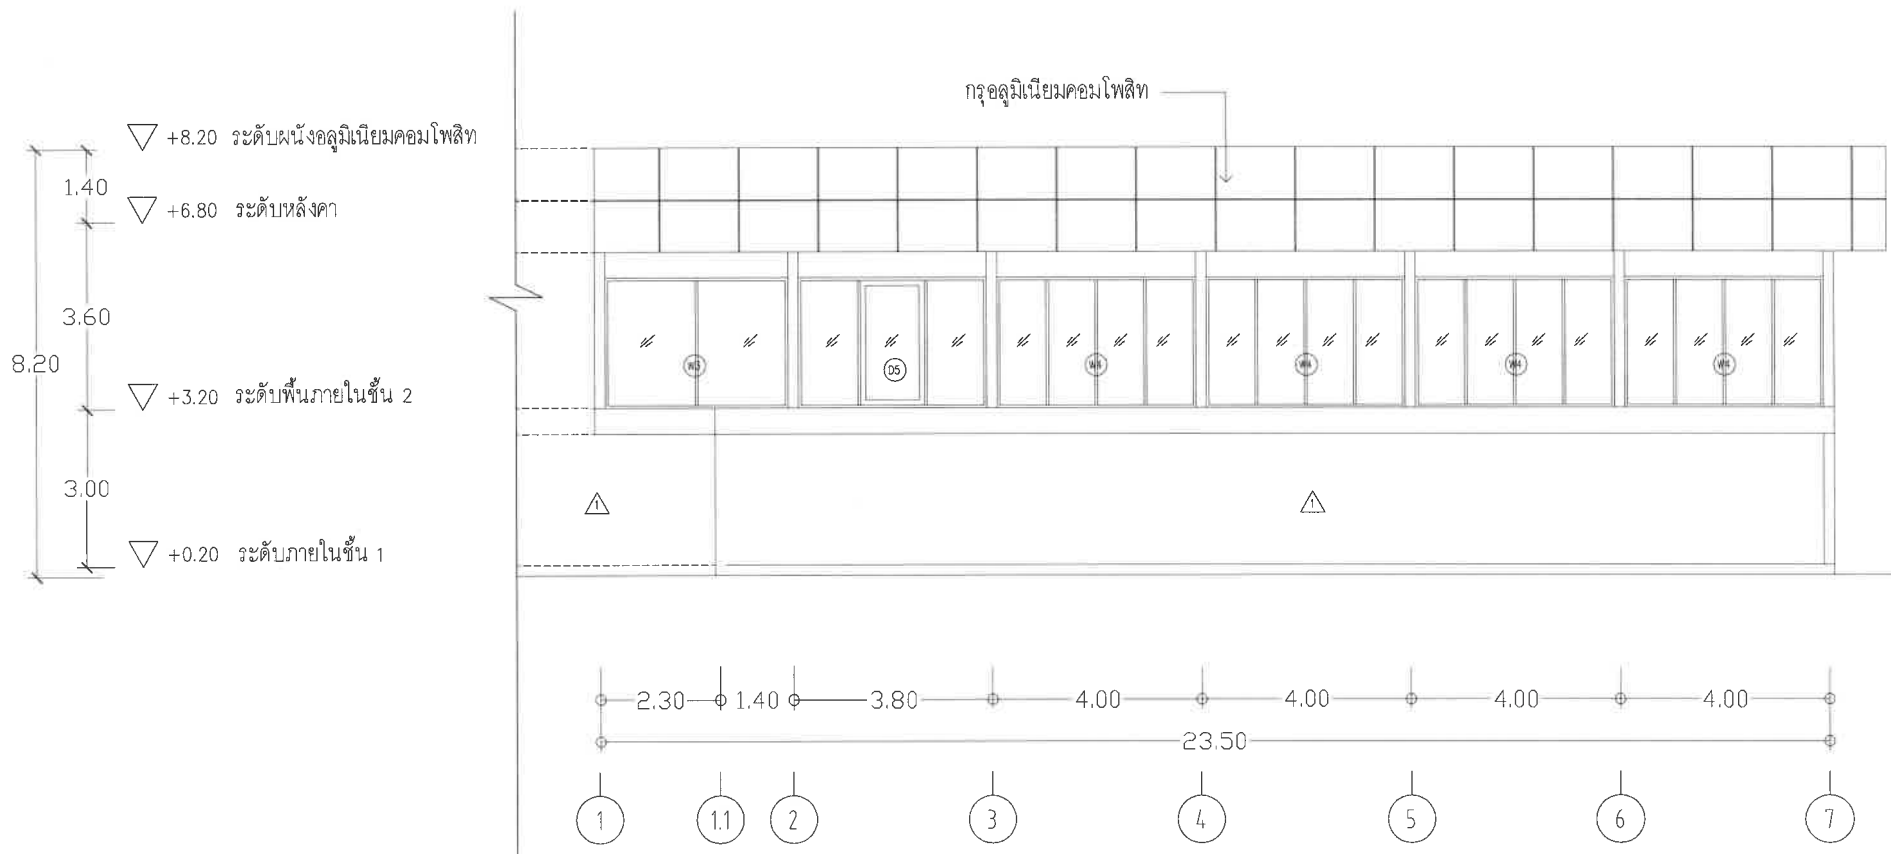 กรุอลูมิเนียมคอมโพสิท
+8.20 ระดับผนังอลูมิเนียมคอมโพสิท
1.40
+6.80 ระดับหลังคา
3.60
8.20
W3 D5 W4 W4 W4 W4
+3.20 ระดับพื้นภายในชั้น 2
3.00
1 1
+0.20 ระดับภายในชั้น 1
2.30 1.40 3.80 4.00 4.00 4.00 4.00
23.50
1 1.1 2 3 4 5 6 7